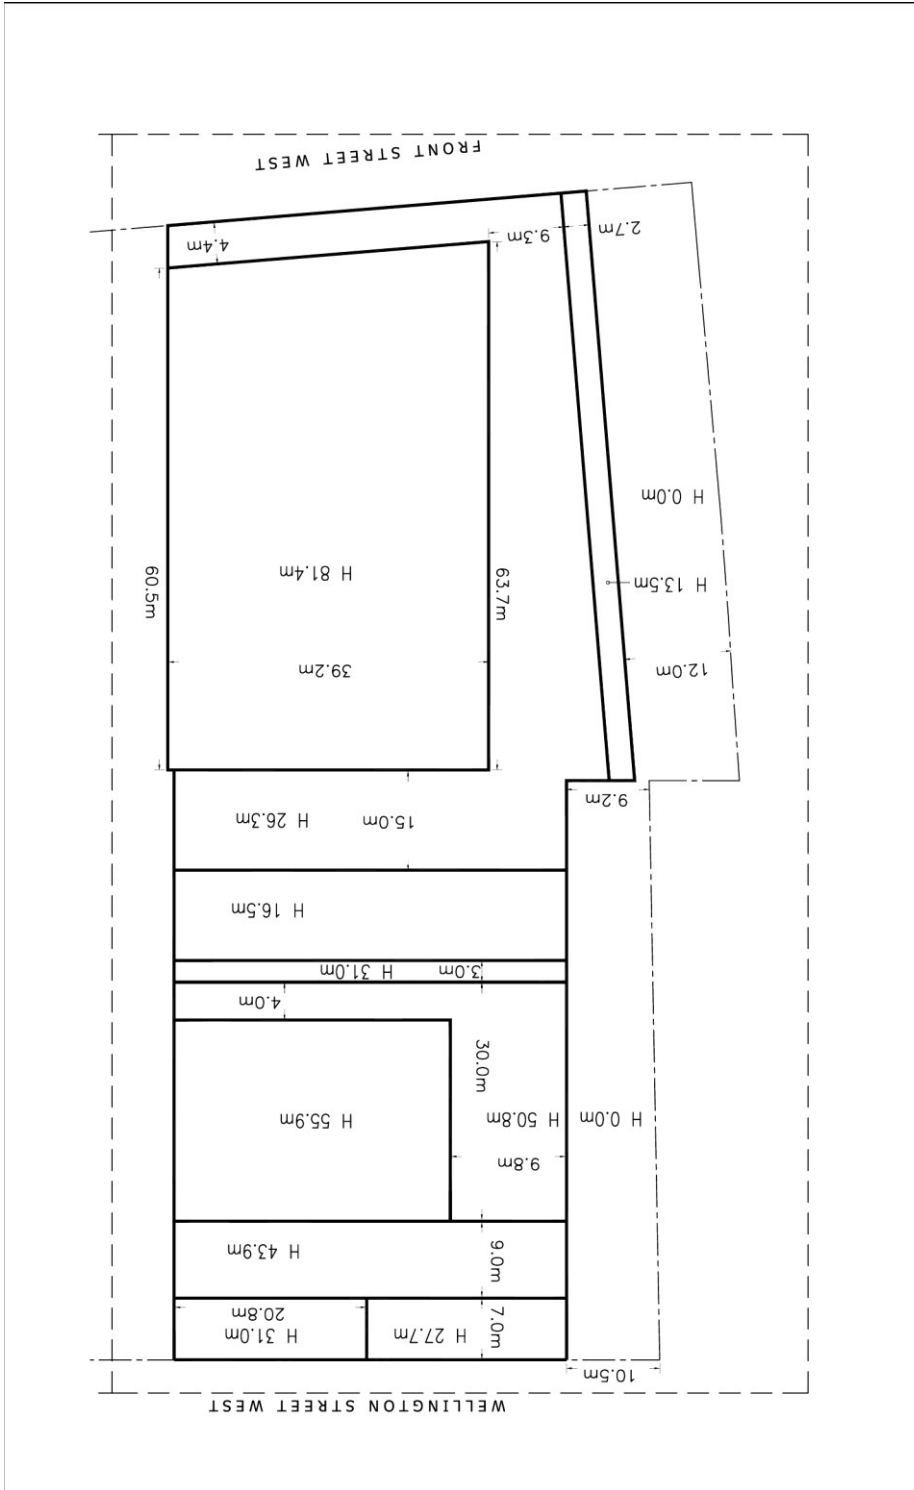 WELLINGTON STREET WEST
10.5m
7.0m
H 27.7m
H 31.0m
20.8m
9.0m
H 43.9m
9.8m
H 0.0m
H 50.8m
H 55.9m
30.0m
4.0m
3.0m
H 31.0m
H 16.5m
15.0m
H 26.3m
9.2m
12.0m
39.2m
H 13.5m
63.7m
H 81.4m
60.5m
H 0.0m
2.7m
9.3m
4.4m
FRONT STREET WEST